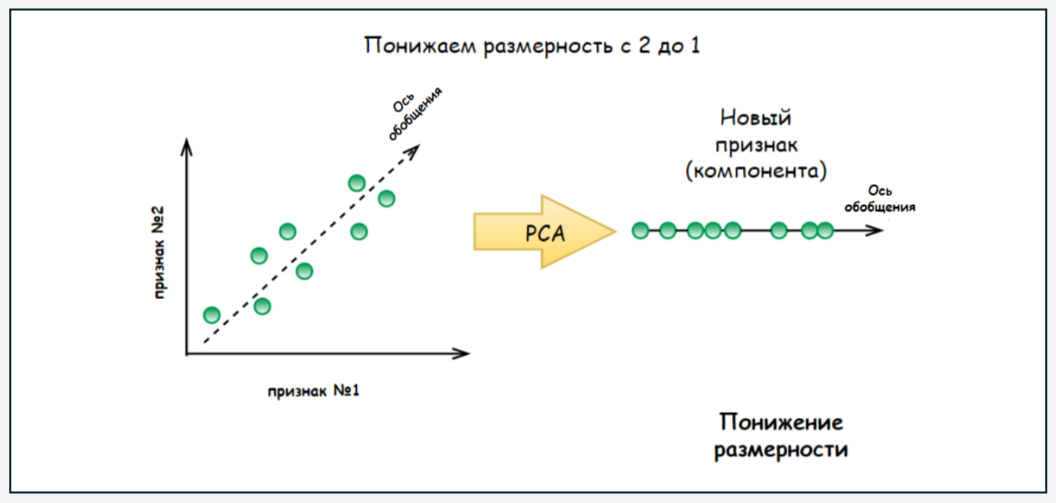 Понижаем размерность с 2 до 1
Ось
обобщения
признак №2
признак №1
PCA
Новый
признак
(компонента)
Ось
обобщения
Понижение
размерности